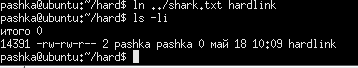 pashka@ubuntu:~/hard$ ln ../shark.txt hardlink
pashka@ubuntu:~/hard$ ls -li
итого 0
14391 -rw-rw-r-- 2 pashka pashka 0 май 18 10:09 hardlink
pashka@ubuntu:~/hard$